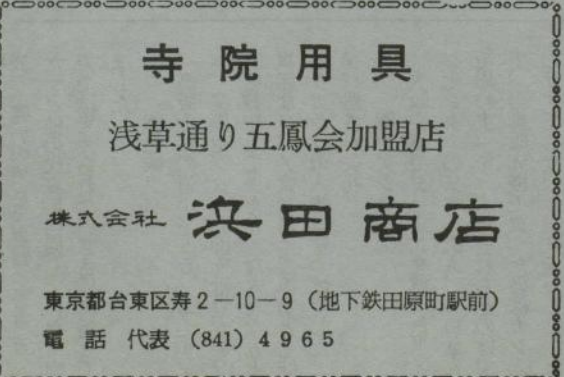 寺院用具
浅草通り五鳳会加盟店
株式会社 浜田商店
東京都台東区寿2-10-9(地下鉄田原町駅前)
電話 代表 (841) 4965